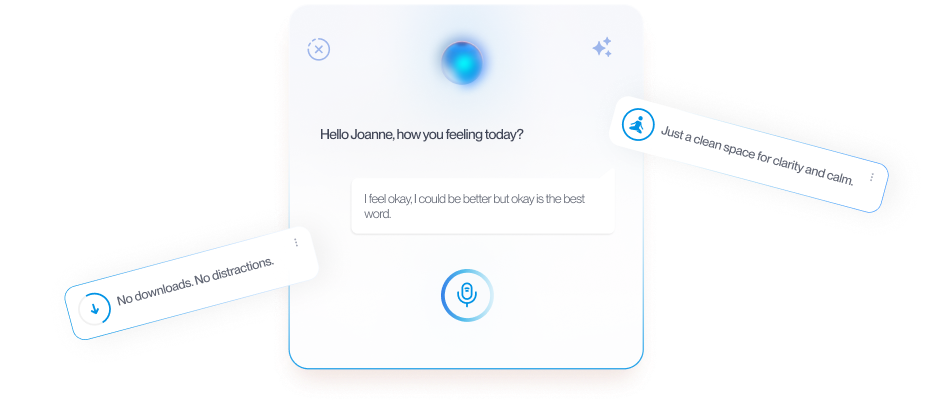 Hello Joanne, how you feeling today?
Just a clean space for clarity and calm.
I feel okay, I could be better but okay is the best
word.
No downloads. No distractions.